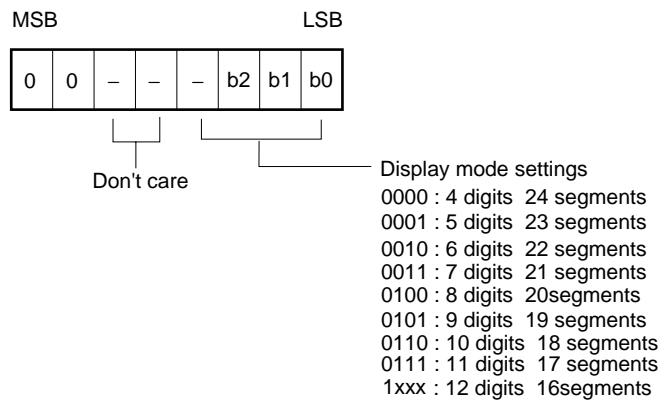 MSB LSB
0 0 – – – b2 b1 b0
Don't care
Display mode settings
0000 : 4 digits 24 segments
0001 : 5 digits 23 segments
0010 : 6 digits 22 segments
0011 : 7 digits 21 segments
0100 : 8 digits 20segments
0101 : 9 digits 19 segments
0110 : 10 digits 18 segments
0111 : 11 digits 17 segments
1xxx : 12 digits 16segments